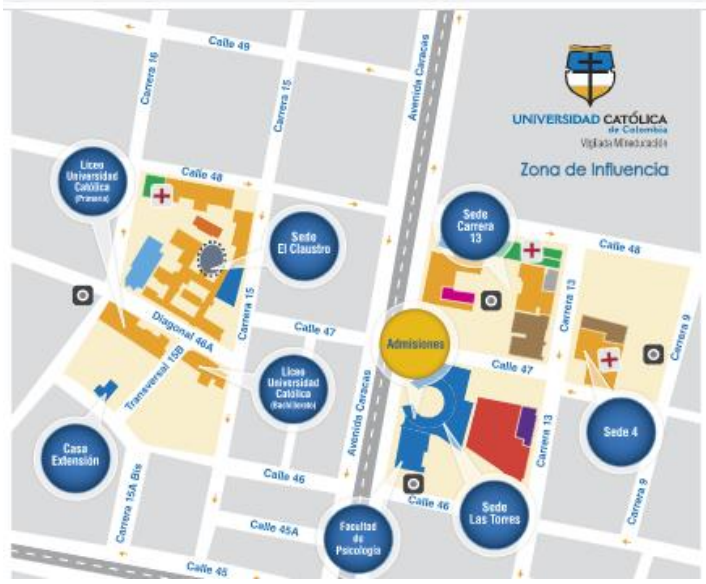 Calle 49
Carrera 16
Carrera 15
Avenida Caracas
UNIVERSIDAD CATÓLICA
de Colombia
Vigilada Mineducación
Zona de Influencia
Liceo
Universidad
Católica
(Primaria)
Calle 48
Sede
El Claustro
Sede
Carrera
13
Calle 48
Carrera 15
Carrera 13
Carrera 9
Diagonal 46A
Calle 47
Admisiones
Transversal 15B
Liceo
Universidad
Católica
(Bachillerato)
Avenida Caracas
Calle 47
Casa
Extensión
Sede 4
Carrera 13
Calle 46
Carrera 15A Bis
Calle 46
Sede
Las Torres
Carrera 9
Calle 45A
Facultad
de
Psicología
Calle 45